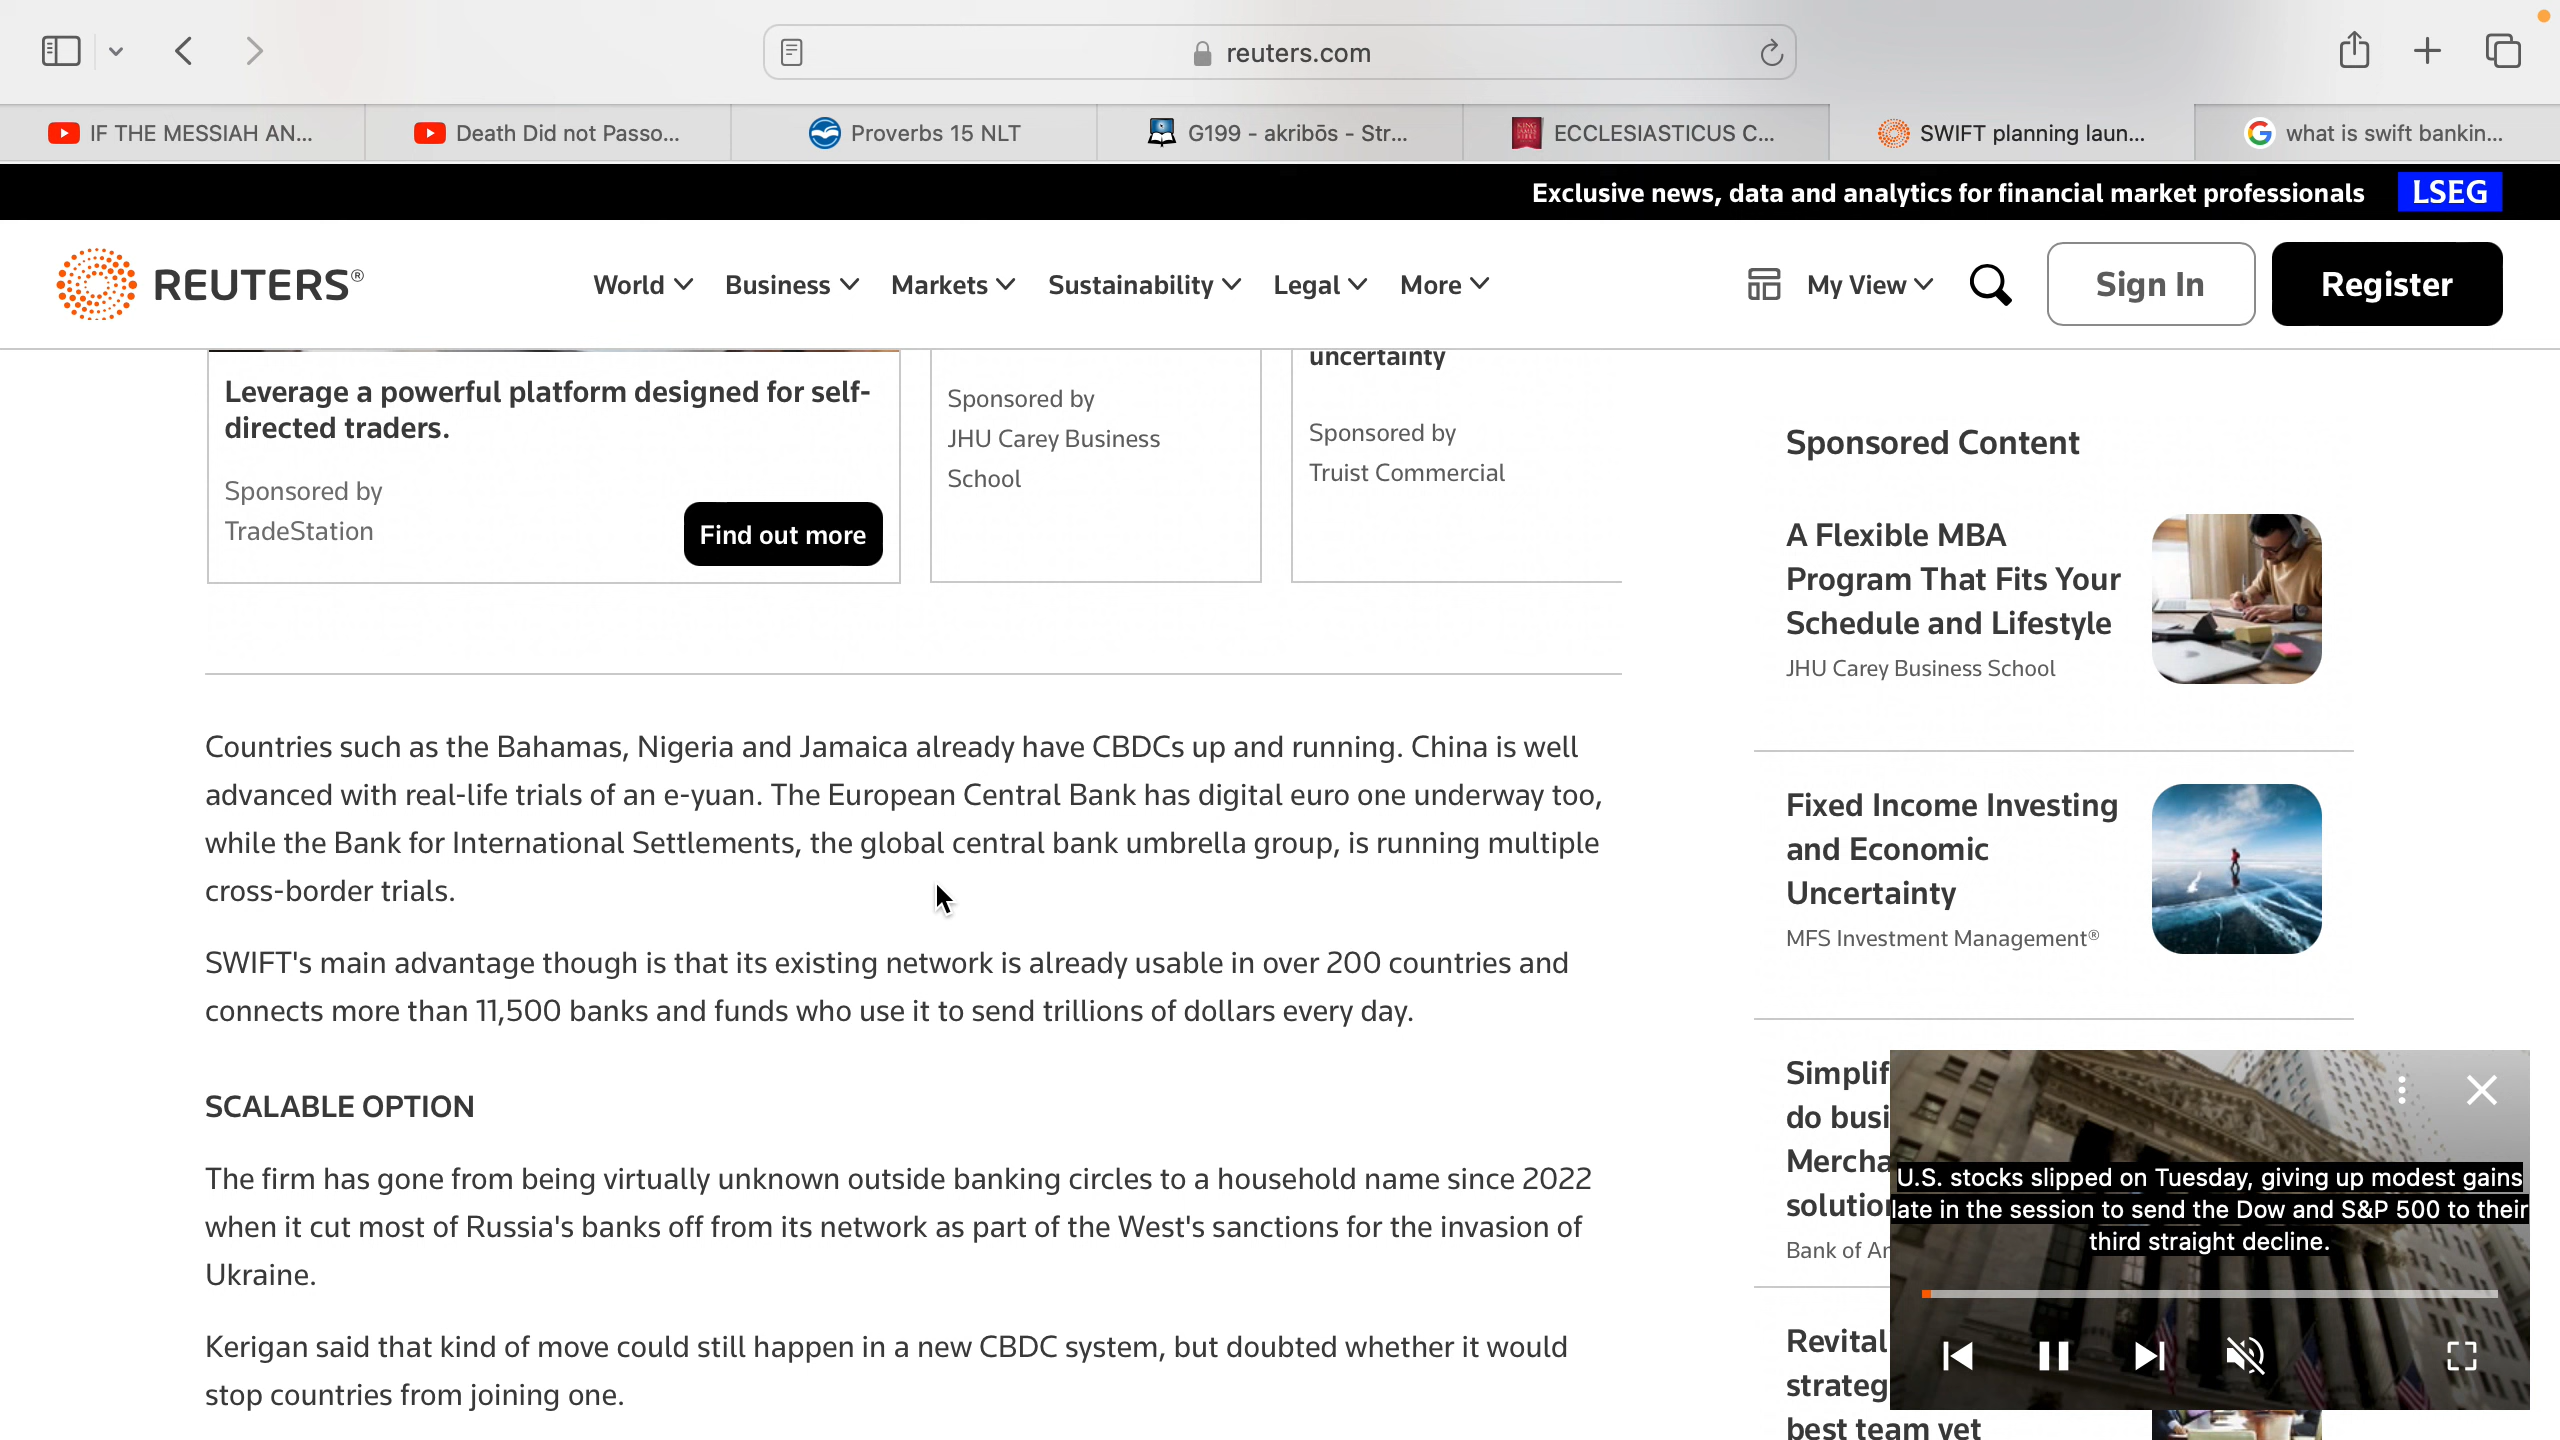 reuters.com
IF THE MESSIAH AN...
Death Did not Passo...
Proverbs 15 NLT
G199 - akribōs - Str...
ECCLESIASTICUS C...
SWIFT planning laun...
what is swift bankin...
Exclusive news, data and analytics for financial market professionals LSEG
REUTERS®
World
Business
Markets
Sustainability
Legal
More
My View
Sign In
Register
Leverage a powerful platform designed for self-
directed traders.
Sponsored by
TradeStation
Find out more
Sponsored by
JHU Carey Business
School
uncertainty
Sponsored by
Truist Commercial
Countries such as the Bahamas, Nigeria and Jamaica already have CBDCs up and running. China is well
advanced with real-life trials of an e-yuan. The European Central Bank has digital euro one underway too,
while the Bank for International Settlements, the global central bank umbrella group, is running multiple
cross-border trials.
SWIFT's main advantage though is that its existing network is already usable in over 200 countries and
connects more than 11,500 banks and funds who use it to send trillions of dollars every day.
SCALABLE OPTION
The firm has gone from being virtually unknown outside banking circles to a household name since 2022
when it cut most of Russia's banks off from its network as part of the West's sanctions for the invasion of
Ukraine.
Kerigan said that kind of move could still happen in a new CBDC system, but doubted whether it would
stop countries from joining one.
Sponsored Content
A Flexible MBA
Program That Fits Your
Schedule and Lifestyle
JHU Carey Business School
Fixed Income Investing
and Economic
Uncertainty
MFS Investment Management®
Simplif
do busi
Mercha
solution
Bank of Am
Revital
strateg
best team yet
U.S. stocks slipped on Tuesday, giving up modest gains
late in the session to send the Dow and S&P 500 to their
third straight decline.